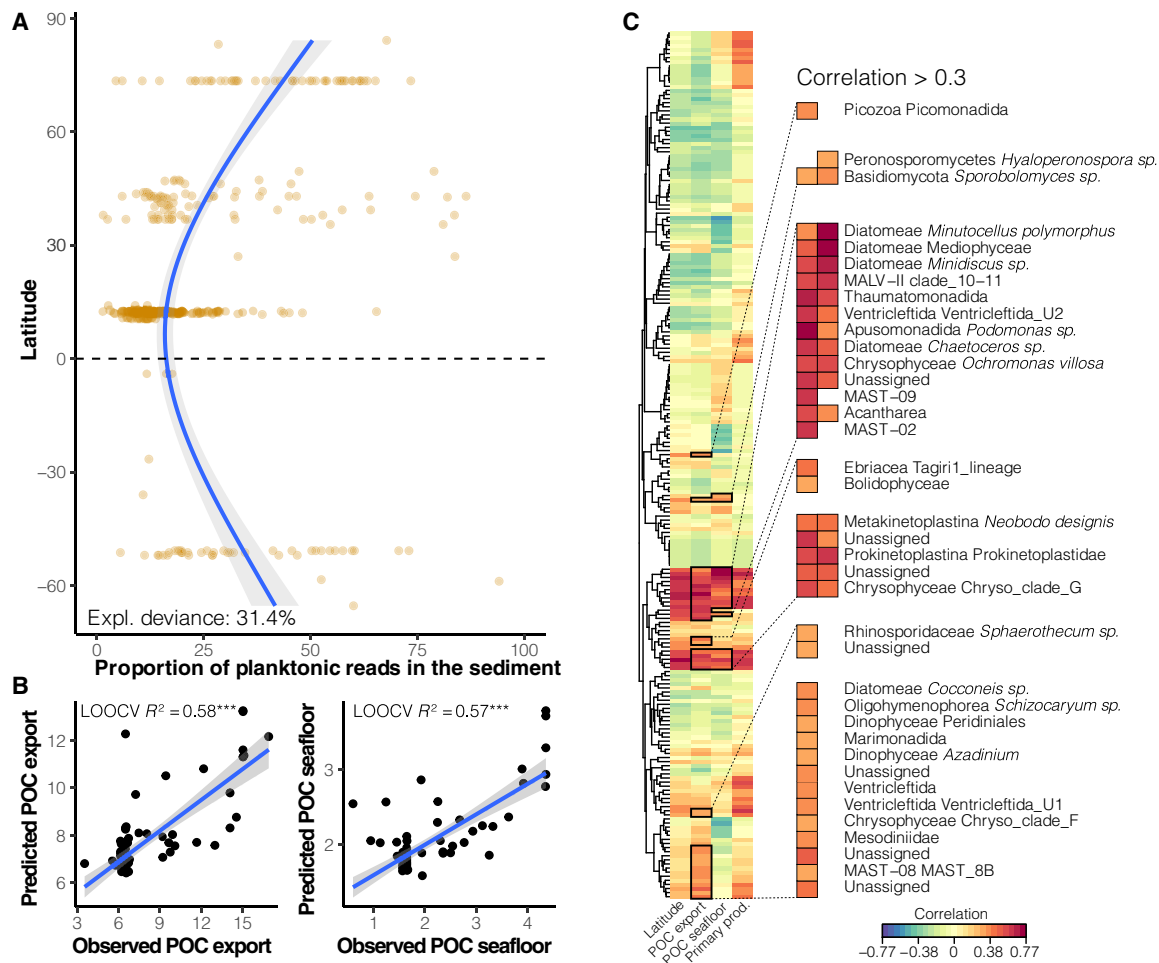 A
90
60
30
0
−30
−60
Latitude
Expl. deviance: 31.4%
0
25
50
75
100
Proportion of planktonic reads in the sediment
B
LOOCV R² = 0.58***
12
10
8
6
Predicted POC export
3
6
9
12
15
Observed POC export
LOOCV R² = 0.57***
3
2
Predicted POC seafloor
1
2
3
4
Observed POC seafloor
C
Correlation > 0.3
Picozoa Picomonadida
Peronosporomycetes Hyaloperonospora sp.
Basidiomycota Sporobolomyces sp.
Diatomeae Minutocellus polymorphus
Diatomeae Mediophyceae
Diatomeae Minidiscus sp.
MALV−II clade_10−11
Thaumatomonadida
Ventricleftida Ventricleftida_U2
Apusomonadida Podomonas sp.
Diatomeae Chaetoceros sp.
Chrysophyceae Ochromonas villosa
Unassigned
MAST−09
Acantharea
MAST−02
Ebriacea Tagiri1_lineage
Bolidophyceae
Metakinetoplastina Neobodo designis
Unassigned
Prokinetoplastina Prokinetoplastidae
Unassigned
Chrysophyceae Chryso_clade_G
Rhinosporidaceae Sphaerothecum sp.
Unassigned
Diatomeae Cocconeis sp.
Oligohymenophorea Schizocaryum sp.
Dinophyceae Peridiniales
Marimonadida
Dinophyceae Azadinium
Unassigned
Ventricleftida
Ventricleftida Ventricleftida_U1
Chrysophyceae Chryso_clade_F
Mesodiniidae
Unassigned
MAST−08 MAST_8B
Unassigned
Latitude
POC export
POC seafloor
Primary prod.
Correlation
−0.77
−0.38
0
0.38
0.77